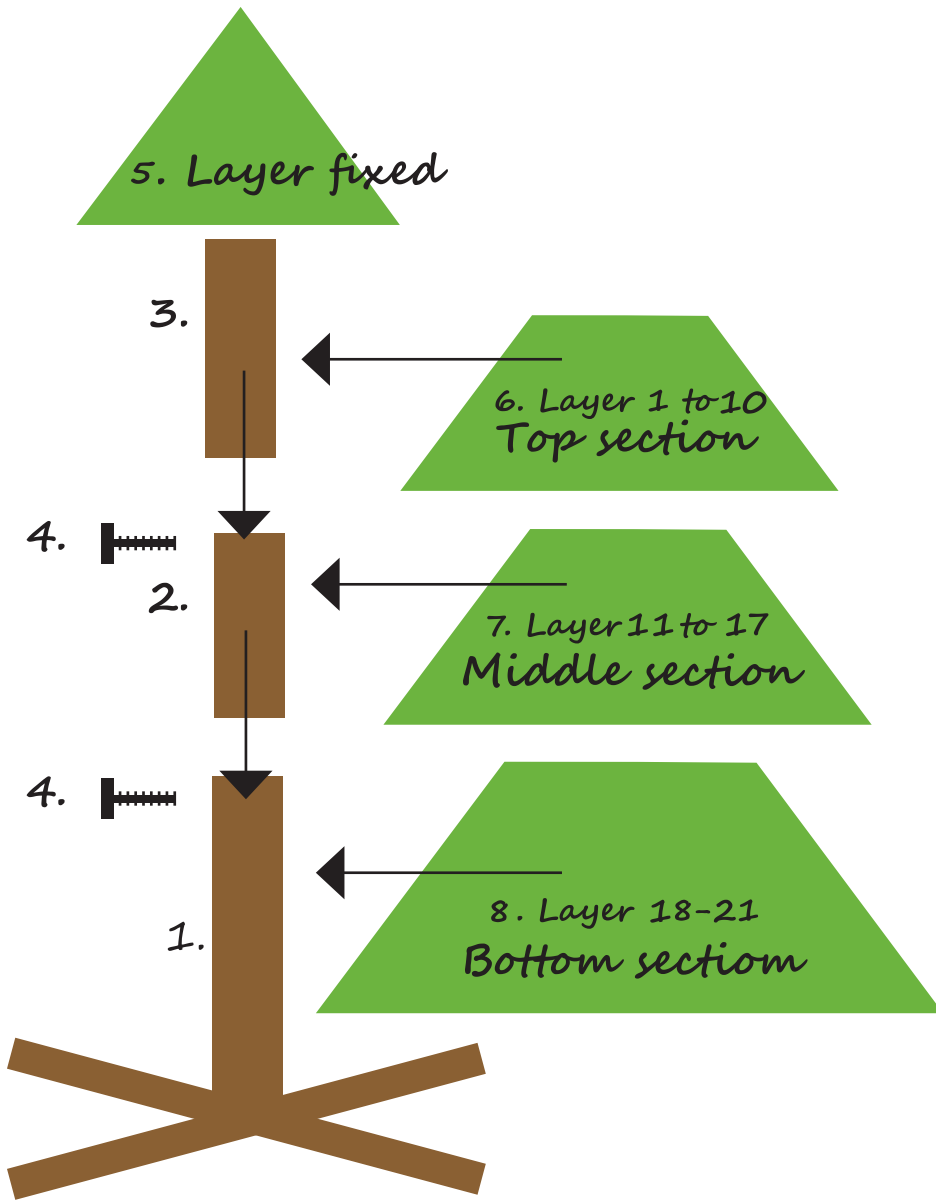 5. Layer fixed
3.
6. Layer 1 to 10
Top section
4.
2.
7. Layer 11 to 17
Middle section
4.
1.
8. Layer 18-21
Bottom sectiom